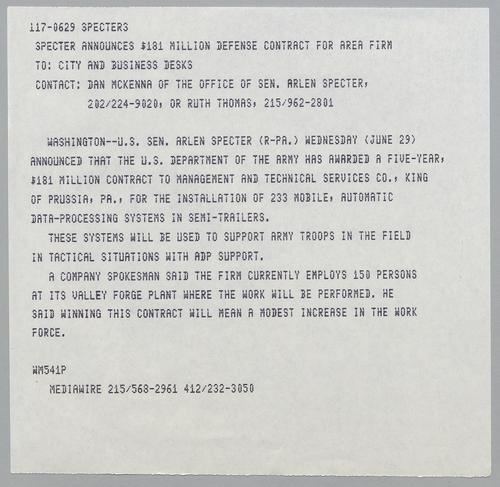 117-0629 SPECTERS
SPECTER ANNOUNCES $181 MILLION DEFENSE CONTRACT FOR AREA FIRM
TO: CITY AND BUSINESS DESKS
CONTACT: DAN MCKENNA OF THE OFFICE OF SEN. ARLEN SPECTER,
202/224-9020, OR RUTH THOMAS, 215/962-2801
WASHINGTON--U.S. SEN. ARLEN SPECTER (R-PA.) WEDNESDAY (JUNE 29)
ANNOUNCED THAT THE U.S. DEPARTMENT OF THE ARMY HAS AWARDED A FIVE-YEAR,
$181 MILLION CONTRACT TO MANAGEMENT AND TECHNICAL SERVICES CO., KING
OF PRUSSIA, PA., FOR THE INSTALLATION OF 233 MOBILE, AUTOMATIC
DATA-PROCESSING SYSTEMS IN SEMI-TRAILERS.
THESE SYSTEMS WILL BE USED TO SUPPORT ARMY TROOPS IN THE FIELD
IN TACTICAL SITUATIONS WITH ADP SUPPORT.
A COMPANY SPOKESMAN SAID THE FIRM CURRENTLY EMPLOYS 150 PERSONS
AT ITS VALLEY FORGE PLANT WHERE THE WORK WILL BE PERFORMED. HE
SAID WINNING THIS CONTRACT WILL MEAN A MODEST INCREASE IN THE WORK
FORCE.
WM541P
MEDIAWIRE 215/568-2961 412/232-3050